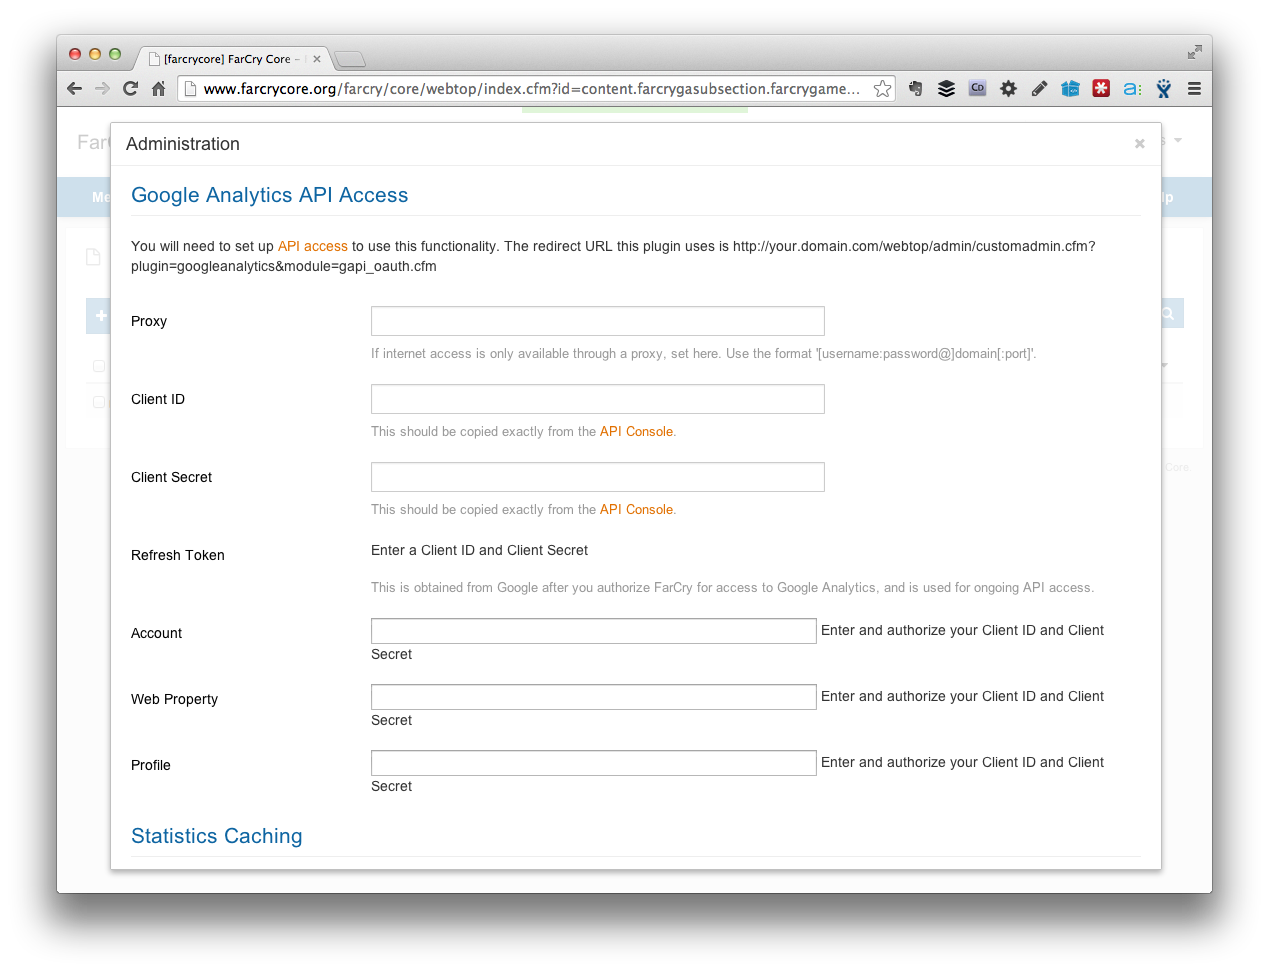 [farcrycore] FarCry Core –
www.farcrycore.org/farcry/core/webtop/index.cfm?id=content.farcrygasubsection.farcrygame...
Administration
Google Analytics API Access
You will need to set up API access to use this functionality. The redirect URL this plugin uses is http://your.domain.com/webtop/admin/customadmin.cfm?
plugin=googleanalytics&module=gapi_oauth.cfm
Proxy
If internet access is only available through a proxy, set here. Use the format '[username:password@]domain[:port]'.
Client ID
This should be copied exactly from the API Console.
Client Secret
This should be copied exactly from the API Console.
Refresh Token
Enter a Client ID and Client Secret
This is obtained from Google after you authorize FarCry for access to Google Analytics, and is used for ongoing API access.
Account
Enter and authorize your Client ID and Client
Secret
Web Property
Enter and authorize your Client ID and Client
Secret
Profile
Enter and authorize your Client ID and Client
Secret
Statistics Caching
Core